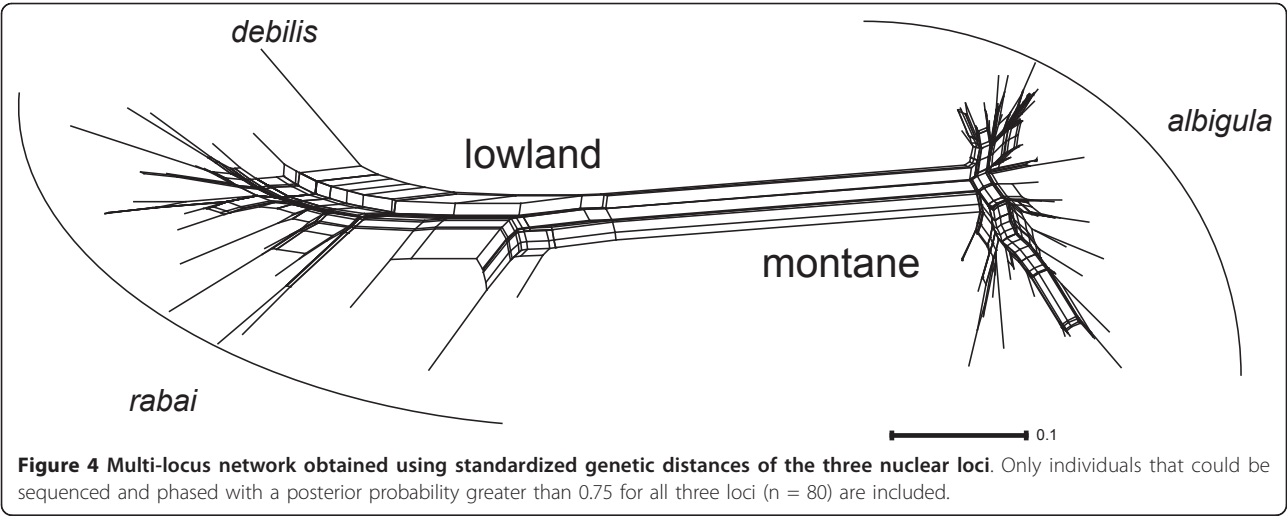 debilis
albigula
lowland
montane
rabai
0.1
Figure 4 Multi-locus network obtained using standardized genetic distances of the three nuclear loci. Only individuals that could be
sequenced and phased with a posterior probability greater than 0.75 for all three loci (n = 80) are included.